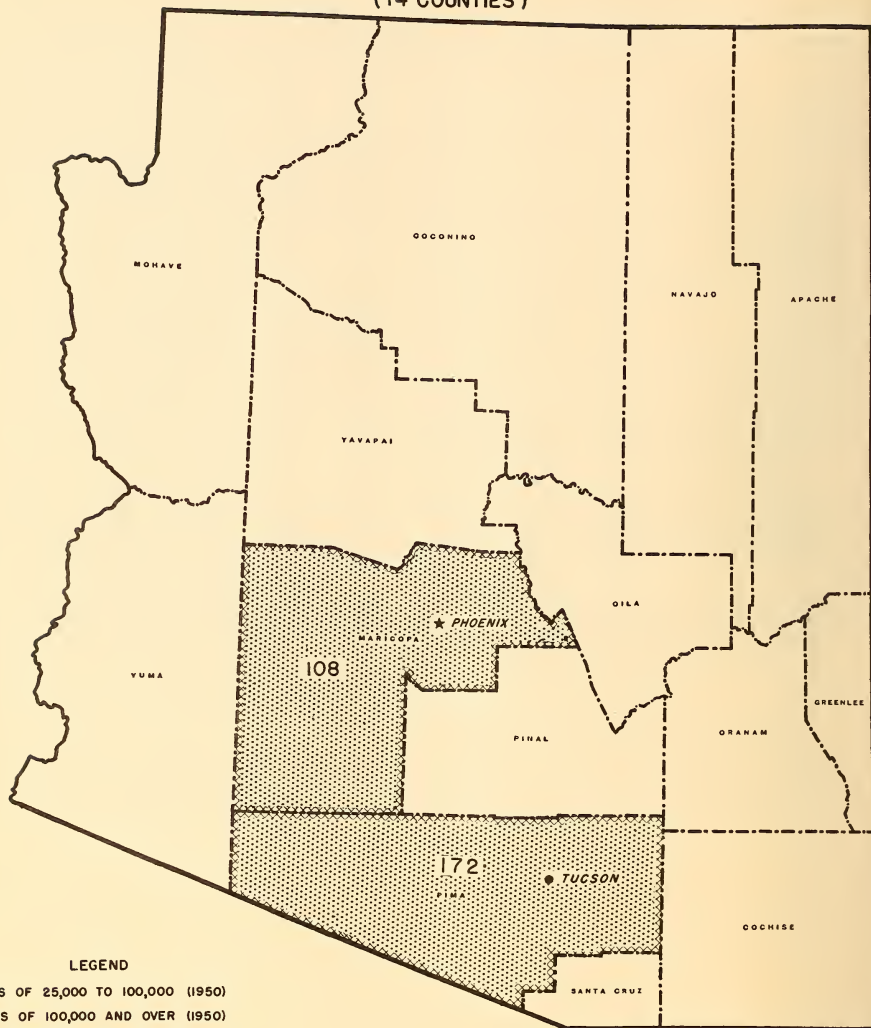 (14 COUNTIES)
MOHAVE
COCONINO
NAVAJO
APACHE
YAVAPAI
GILA
★ PHOENIX
MARICOPA
108
YUMA
GREENLEE
GRAHAM
PINAL
172
PIMA
TUCSON
COCHISE
SANTA CRUZ
LEGEND
S OF 25,000 TO 100,000 (1950)
S OF 100,000 AND OVER (1950)